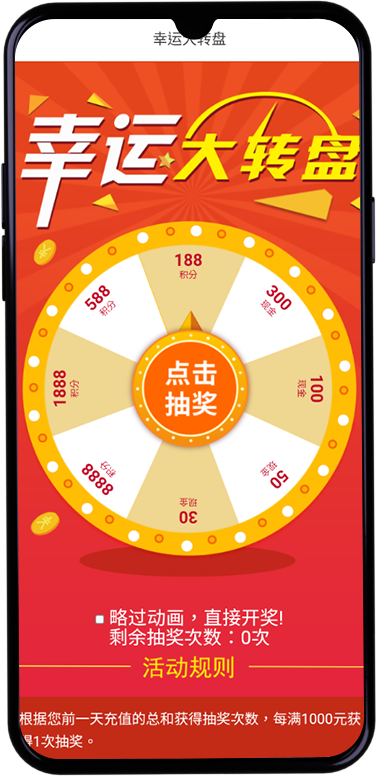 幸运大转盘
幸运大转盘
188
积分
300
现金
100
现金
50
现金
30
现金
8888
积分
1888
积分
588
积分
点击
抽奖
略过动画，直接开奖!
剩余抽奖次数：0次
活动规则
根据您前一天充值的总和获得抽奖次数，每满1000元获
得1次抽奖。